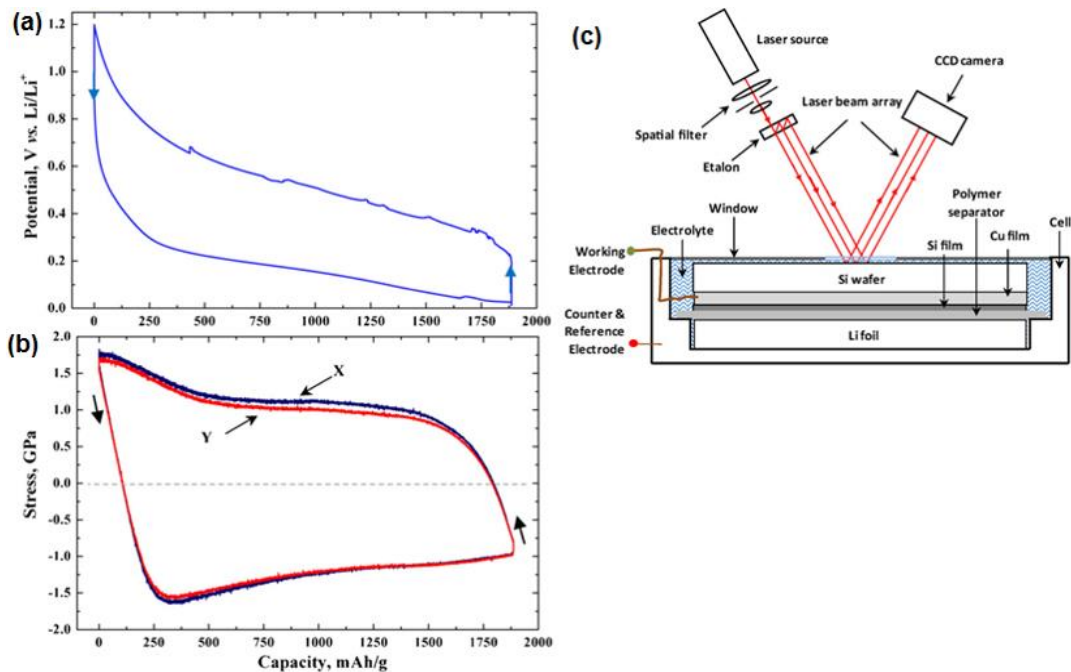 (a)
1.2
1.0
0.8
0.6
0.4
0.2
0.0
Potential, V vs. Li/Li+
0 250 500 750 1000 1250 1500 1750 2000
(b)
2.0
1.5
1.0
0.5
0.0
-0.5
-1.0
-1.5
-2.0
Stress, GPa
X
Y
0 250 500 750 1000 1250 1500 1750 2000
Capacity, mAh/g
(c)
Laser source
CCD camera
Laser beam array
Spatial filter
Etalon
Polymer
separator
Window
Electrolyte
Si film
Cu film
Cell
Working
Electrode
Si wafer
Counter &
Reference
Electrode
Li foil